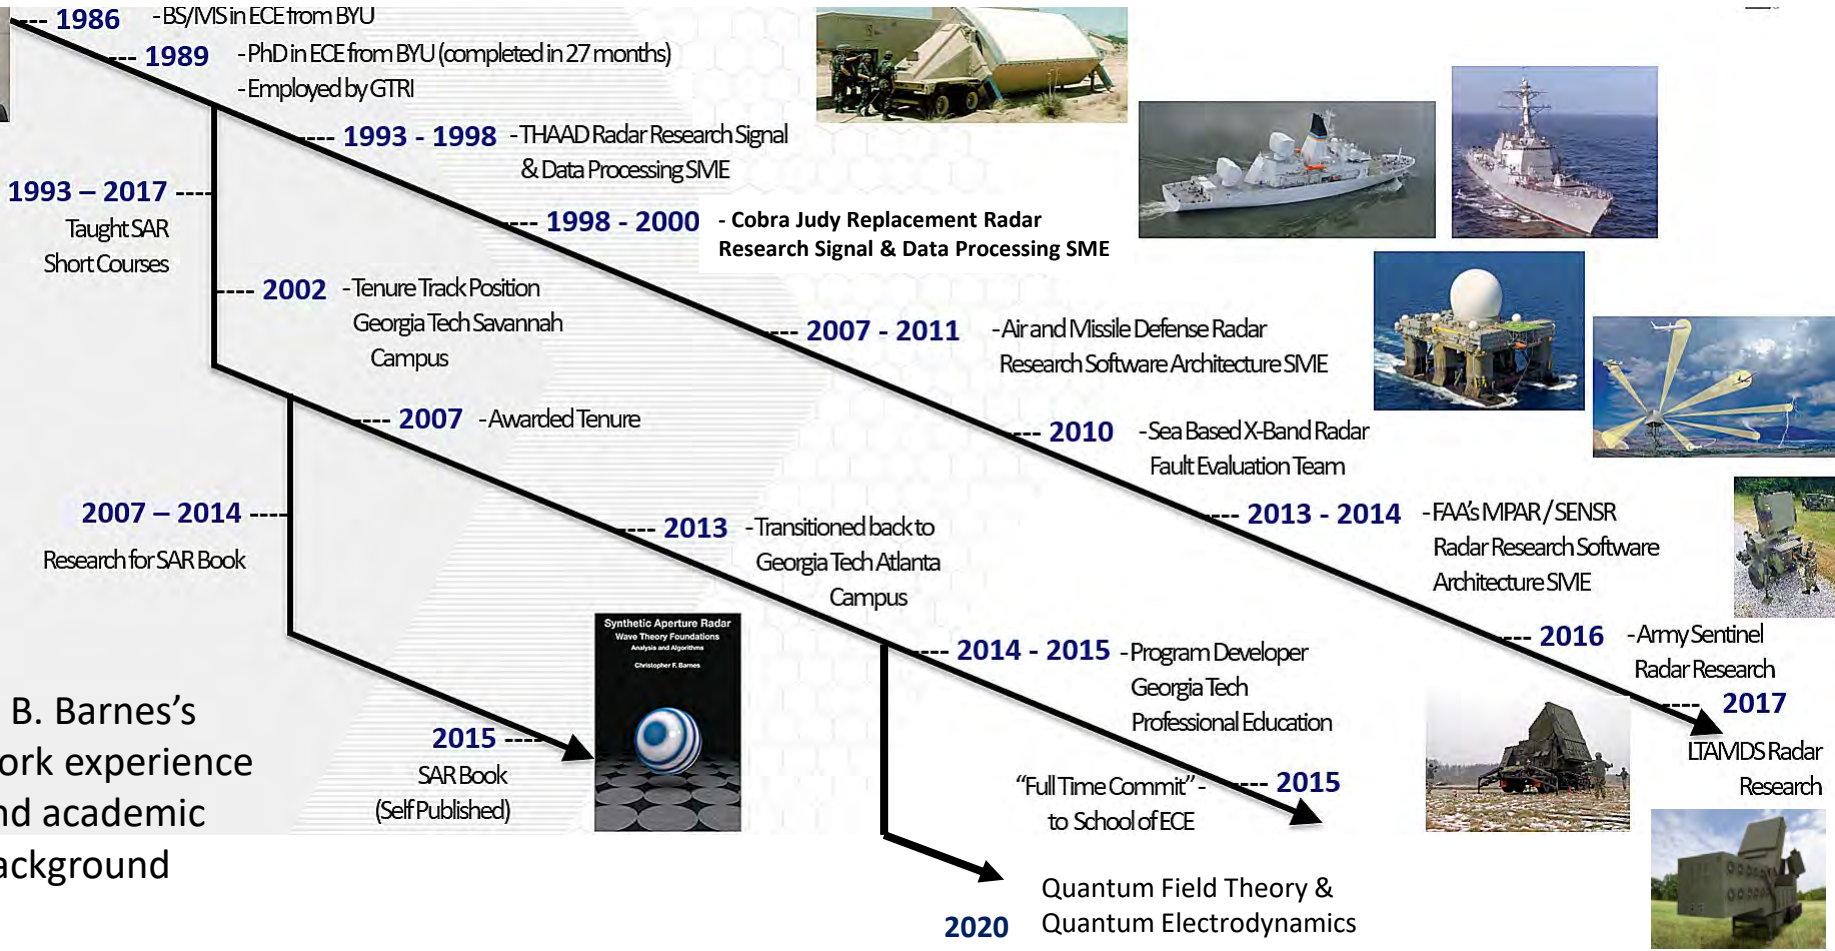 1986 - BS/MS in ECE from BYU
1989 - PhD in ECE from BYU (completed in 27 months)
- Employed by GTRI
1993 - 1998 - THAAD Radar Research Signal
& Data Processing SME
1993 – 2017
Taught SAR
Short Courses
1998 - 2000 - Cobra Judy Replacement Radar
Research Signal & Data Processing SME
2002 - Tenure Track Position
Georgia Tech Savannah
Campus
2007 - 2011 - Air and Missile Defense Radar
Research Software Architecture SME
2007 - Awarded Tenure
2010 - Sea Based X-Band Radar
Fault Evaluation Team
2007 – 2014
Research for SAR Book
2013 - Transitioned back to
Georgia Tech Atlanta
Campus
2013 - 2014 - FAA's MPAR / SENSR
Radar Research Software
Architecture SME
Synthetic Aperture Radar
Wave Theory Foundations
Analysis and Algorithms
Christopher F. Barnes
2014 - 2015 - Program Developer
Georgia Tech
Professional Education
2016 - Army Sentinel
Radar Research
2017
LTAMDS Radar
Research
B. Barnes's
ork experience
nd academic
ackground
2015
SAR Book
(Self Published)
“Full Time Commit” - 2015
to School of ECE
Quantum Field Theory &
2020 Quantum Electrodynamics